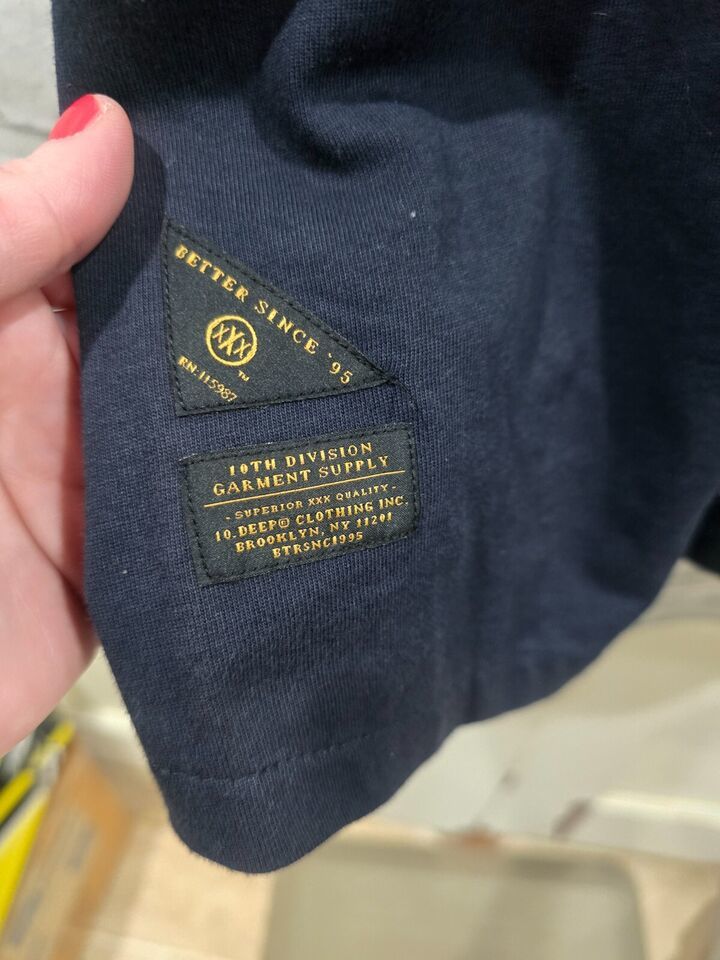 BETTER SINCE '95
XXX
TM
RN:115987
10TH DIVISION
GARMENT SUPPLY
- SUPERIOR XXX QUALITY -
10.DEEP® CLOTHING INC.
BROOKLYN, NY 11201
BTRSNC1995